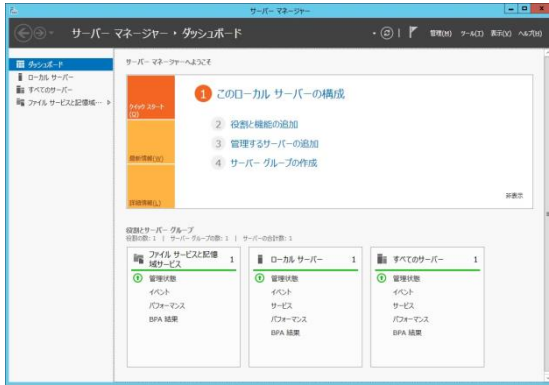 サーバー マネージャー
サーバー マネージャー・ダッシュボード
管理(M) ツール(T) 表示(V) ヘルプ(H)
ダッシュボード
ローカル サーバー
すべてのサーバー
ファイル サービスと記憶域…
サーバー マネージャーへようこそ
クイック スタート(Q)
最新情報(W)
詳細情報(L)
1 このローカル サーバーの構成
2 役割と機能の追加
3 管理するサーバーの追加
4 サーバー グループの作成
非表示
役割とサーバー グループ
役割の数: 1 | サーバー グループの数: 1 | サーバーの合計数: 1
ファイル サービスと記憶域サービス 1
管理状態
イベント
パフォーマンス
BPA 結果
ローカル サーバー 1
管理状態
イベント
サービス
パフォーマンス
BPA 結果
すべてのサーバー 1
管理状態
イベント
サービス
パフォーマンス
BPA 結果